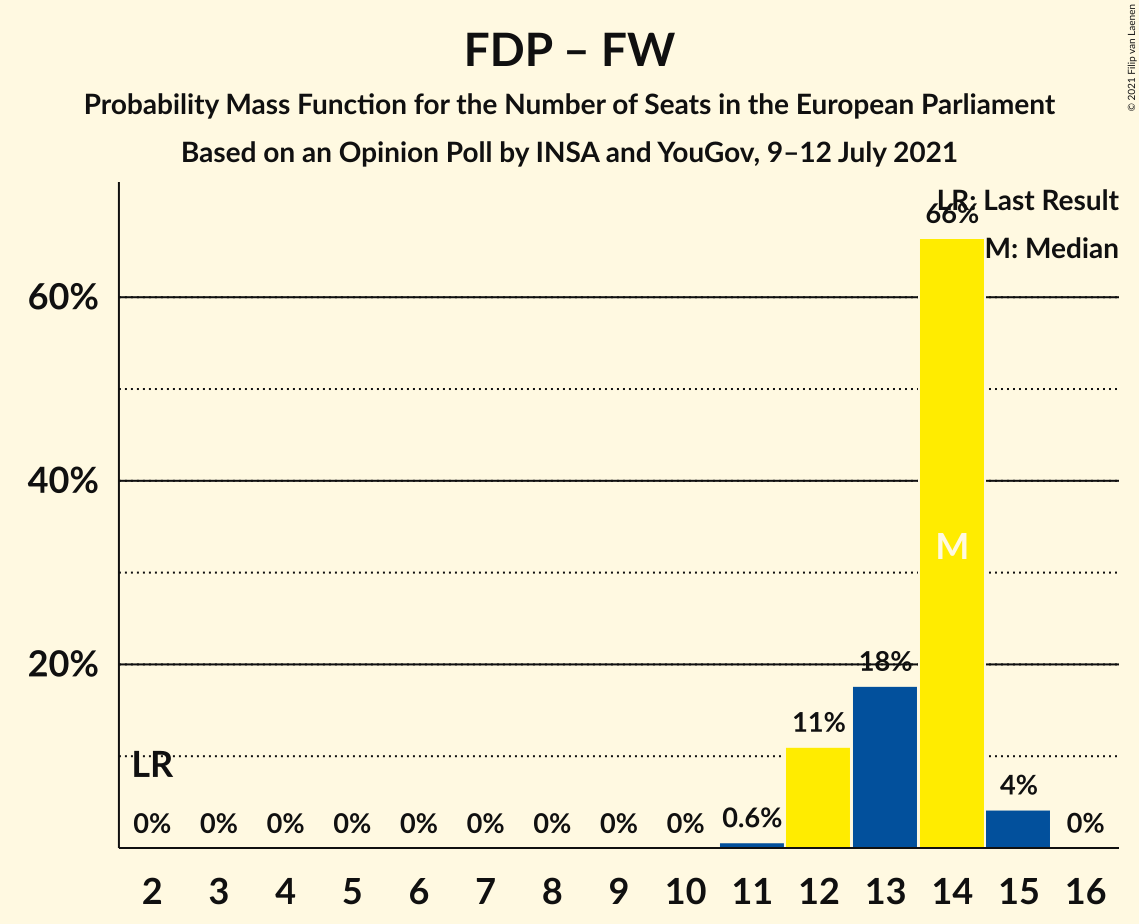 FDP – FW
Probability Mass Function for the Number of Seats in the European Parliament
Based on an Opinion Poll by INSA and YouGov, 9–12 July 2021
© 2021 Filip van Laenen
LR: Last Result
M: Median
66%
60%
40%
M
20%
18%
11%
LR
4%
0% 0% 0% 0% 0% 0% 0% 0% 0% 0.6% 0%
2 3 4 5 6 7 8 9 10 11 12 13 14 15 16